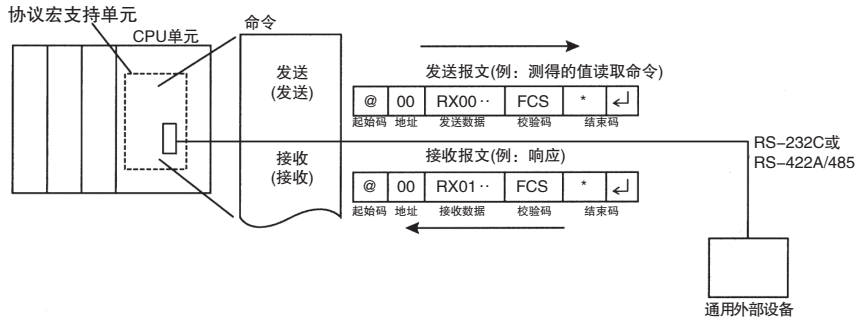 协议宏支持单元
CPU单元
命令
发送
(发送)
发送报文(例：测得的值读取命令)
@ 00 RX00·· FCS * ↵
起始码 地址 发送数据 校验码 结束码
RS-232C或
RS-422A/485
接收
(接收)
接收报文(例：响应)
@ 00 RX01·· FCS * ↵
起始码 地址 接收数据 校验码 结束码
通用外部设备